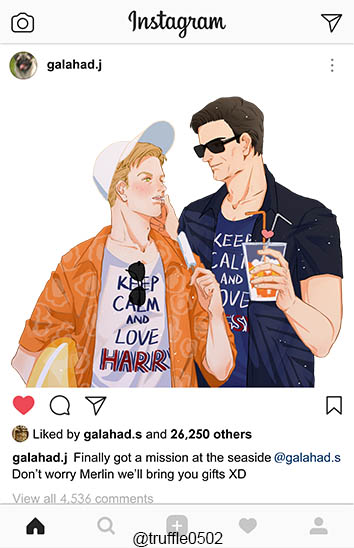 Instagram
galahad.j
KEEP
CALM
AND
LOVE
HARRY
KEEP
CALM
AND
LOVE
Liked by galahad.s and 26,250 others
galahad.j Finally got a mission at the seaside @galahad.s
Don't worry Merlin we'll bring you gifts XD
View all 4,536 comments
@truffle0502